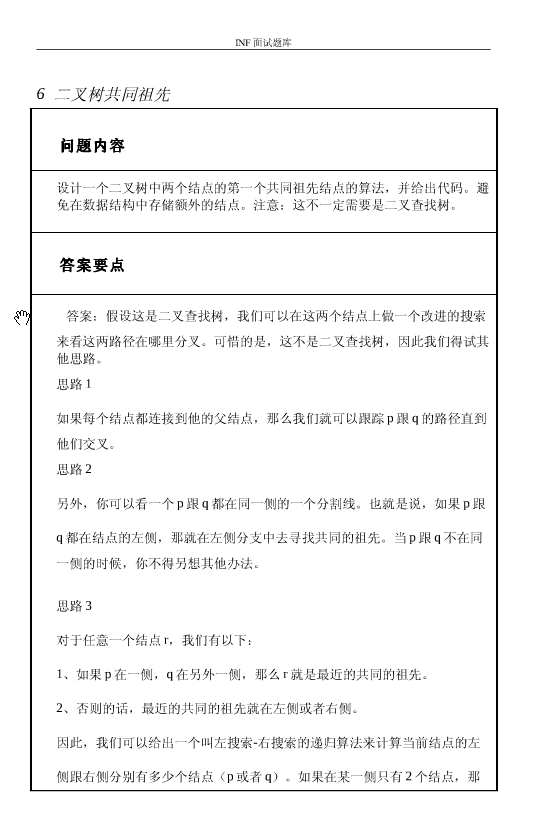 INF 面试题库
6 二叉树共同祖先
问题内容
设计一个二叉树中两个结点的第一个共同祖先结点的算法，并给出代码。避
免在数据结构中存储额外的结点。注意：这不一定需要是二叉查找树。
答案要点
答案：假设这是二叉查找树，我们可以在这两个结点上做一个改进的搜索
来看这两路径在哪里分叉。可惜的是，这不是二叉查找树，因此我们得试其
他思路。
思路 1
如果每个结点都连接到他的父结点，那么我们就可以跟踪 p 跟 q 的路径直到
他们交叉。
思路 2
另外，你可以看一个 p 跟 q 都在同一侧的一个分割线。也就是说，如果 p 跟
q 都在结点的左侧，那就在左侧分支中去寻找共同的祖先。当 p 跟 q 不在同
一侧的时候，你不得另想其他办法。
思路 3
对于任意一个结点 r，我们有以下：
1、如果 p 在一侧，q 在另外一侧，那么 r 就是最近的共同的祖先。
2、否则的话，最近的共同的祖先就在左侧或者右侧。
因此，我们可以给出一个叫左搜索-右搜索的递归算法来计算当前结点的左
侧跟右侧分别有多少个结点（p 或者 q）。如果在某一侧只有 2 个结点，那